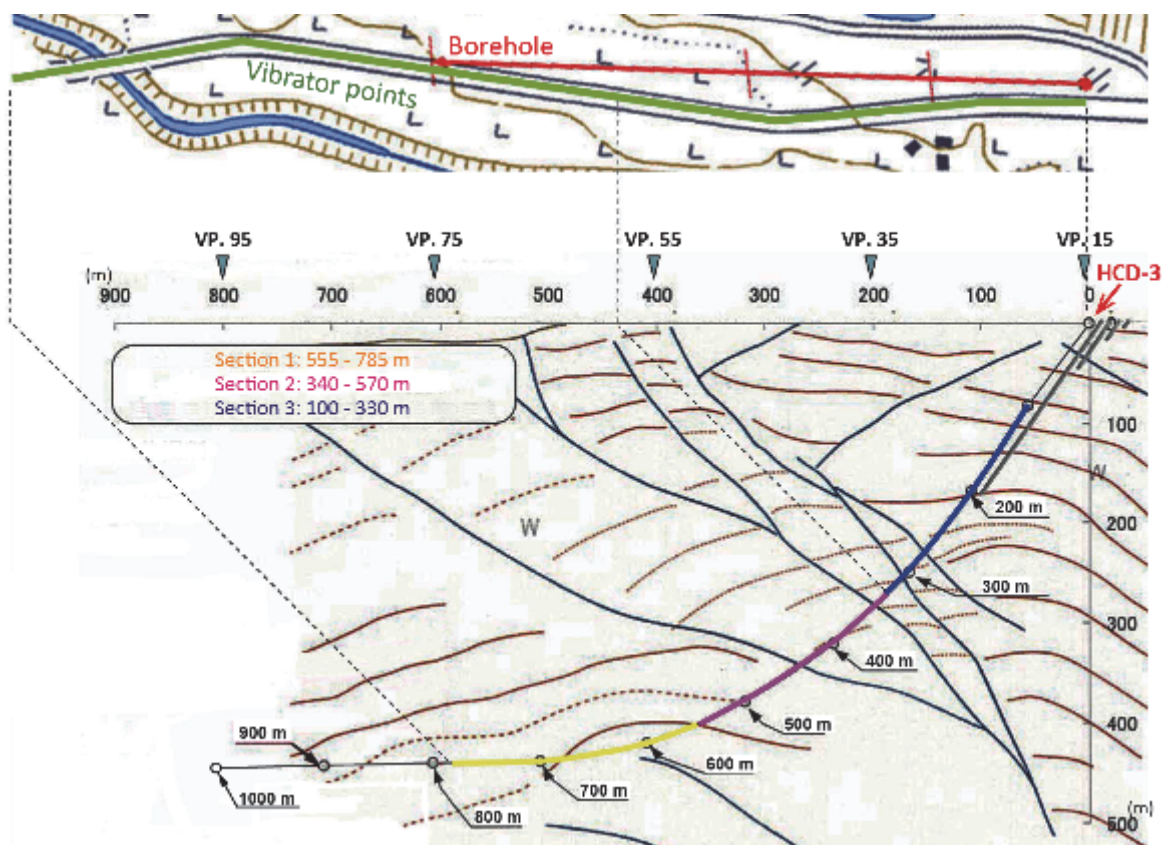 Borehole
Vibrator points
VP. 95 VP. 75 VP. 55 VP. 35 VP. 15
HCD-3
(m)
900 800 700 600 500 400 300 200 100 0
Section 1: 555 - 785 m
Section 2: 340 - 570 m
Section 3: 100 - 330 m
100
W
200 m
W
200
300 m
300
400 m
500 m
400
900 m
600 m
700 m
1000 m
800 m
(m)
500